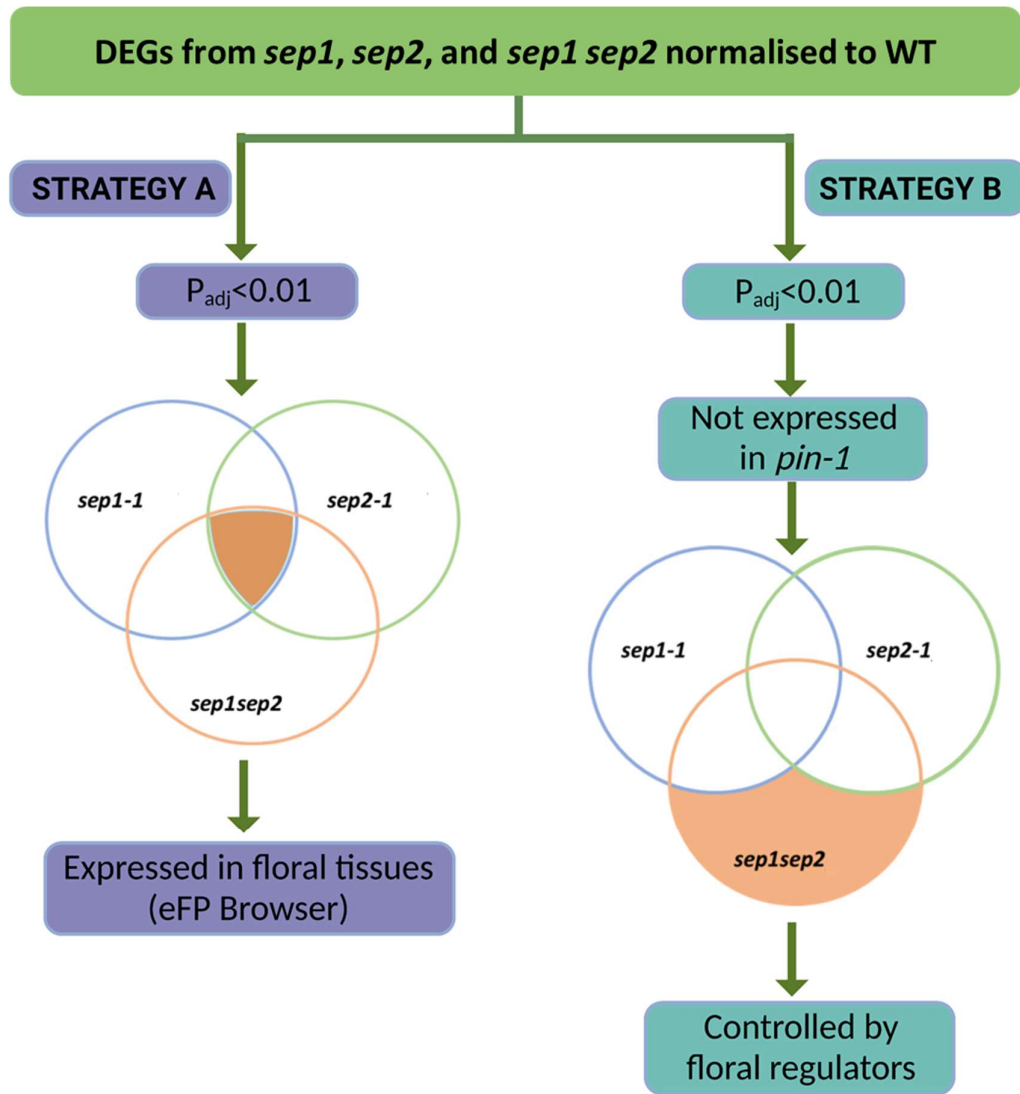 DEGs from sep1, sep2, and sep1 sep2 normalised to WT
STRATEGY A
STRATEGY B
Padj<0.01
Padj<0.01
Not expressed
in pin-1
sep1-1
sep2-1
sep1sep2
sep1-1
sep2-1
sep1sep2
Expressed in floral tissues
(eFP Browser)
Controlled by
floral regulators